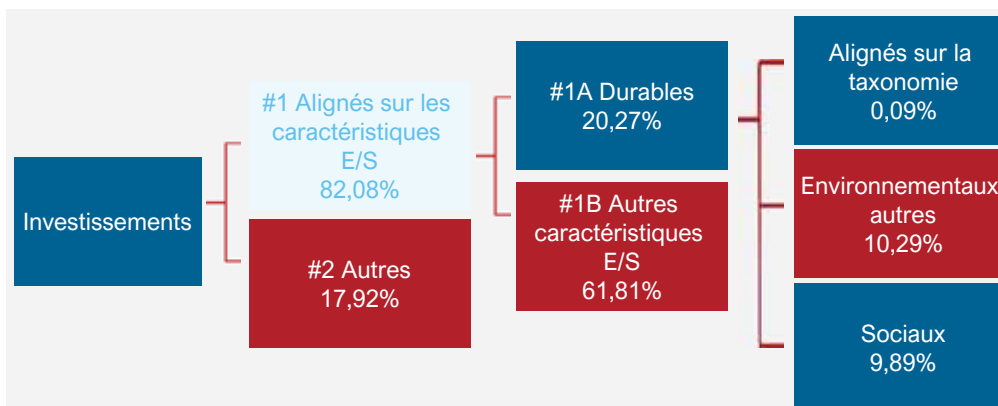 Investissements
#1 Alignés sur les
caractéristiques
E/S
82,08%
#2 Autres
17,92%
#1A Durables
20,27%
#1B Autres
caractéristiques
E/S
61,81%
Alignés sur la
taxonomie
0,09%
Environnementaux
autres
10,29%
Sociaux
9,89%